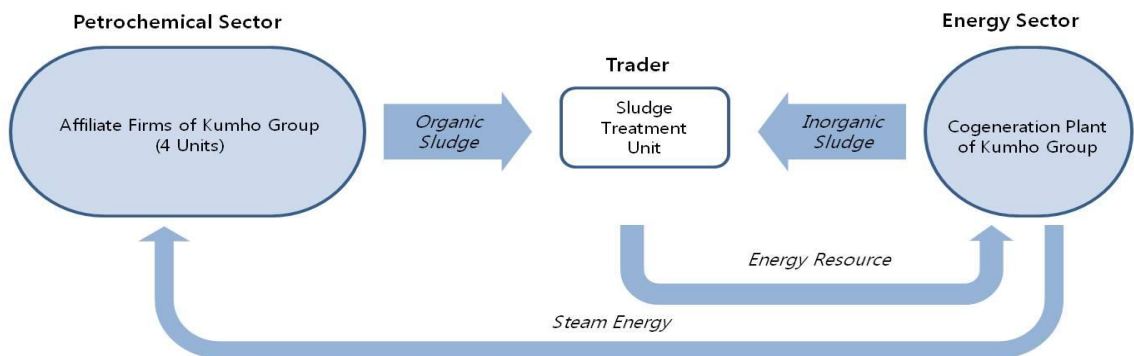 Petrochemical Sector
Energy Sector
Trader
Affiliate Firms of Kumho Group
(4 Units)
Organic
Sludge
Sludge
Treatment
Unit
Inorganic
Sludge
Cogeneration Plant
of Kumho Group
Energy Resource
Steam Energy